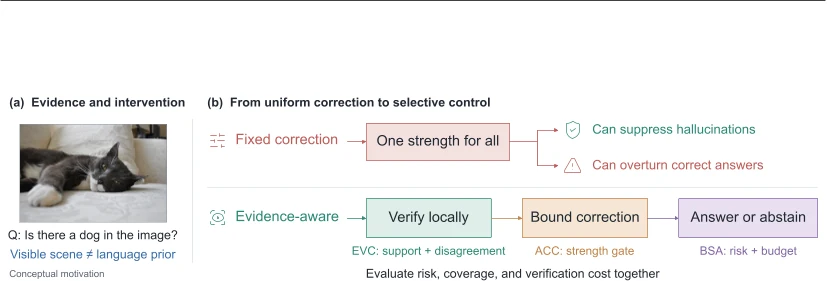 (a) Evidence and intervention
Q: Is there a dog in the image?
Visible scene ≠ language prior
Conceptual motivation
(b) From uniform correction to selective control
Fixed correction
One strength for all
Can suppress hallucinations
Can overturn correct answers
Evidence-aware
Verify locally
Bound correction
Answer or abstain
EVC: support + disagreement
ACC: strength gate
BSA: risk + budget
Evaluate risk, coverage, and verification cost together